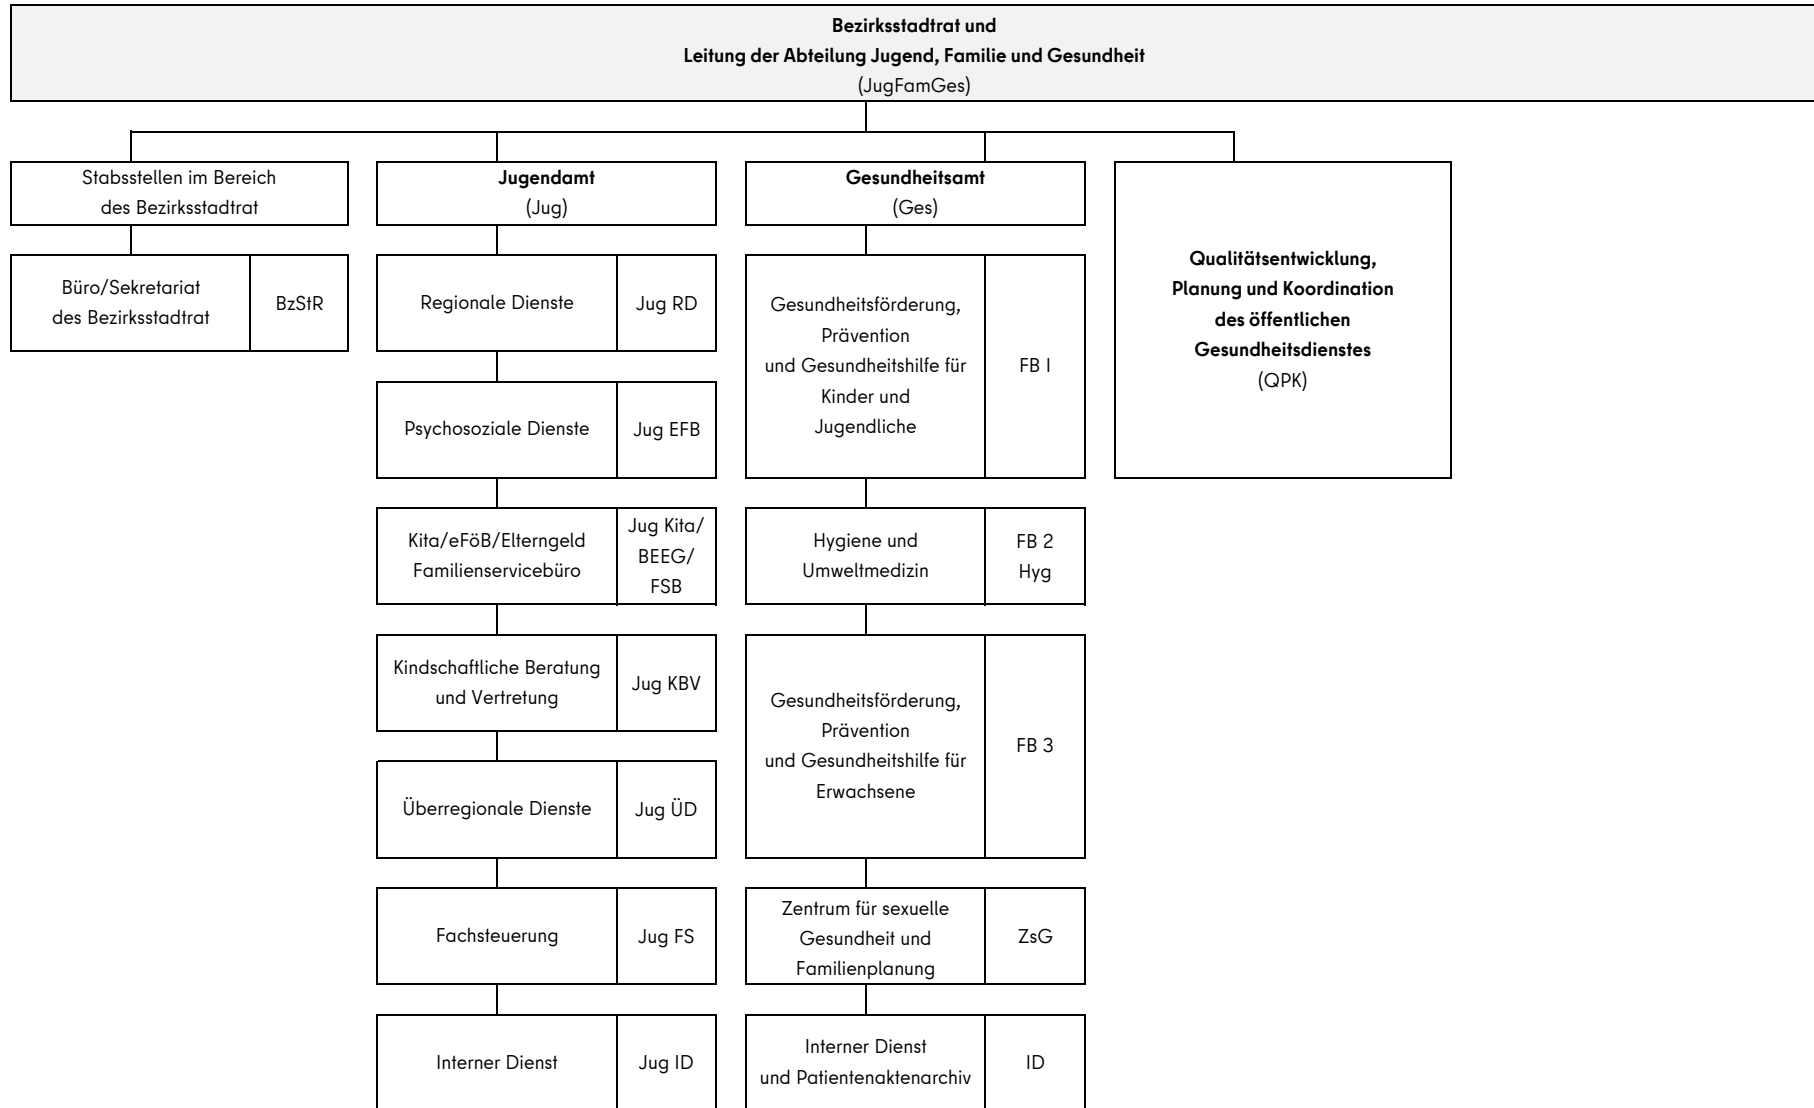 Bezirksstadtrat und
Leitung der Abteilung Jugend, Familie und Gesundheit
(JugFamGes)
Stabsstellen im Bereich
des Bezirksstadtrat
Büro/Sekretariat
des Bezirksstadtrat
BzStR
Jugendamt
(Jug)
Regionale Dienste
Jug RD
Psychosoziale Dienste
Jug EFB
Kita/eFöB/Elterngeld
Familienservicebüro
Jug Kita/
BEEG/
FSB
Kindschaftliche Beratung
und Vertretung
Jug KBV
Überregionale Dienste
Jug ÜD
Fachsteuerung
Jug FS
Interner Dienst
Jug ID
Gesundheitsamt
(Ges)
Gesundheitsförderung,
Prävention
und Gesundheitshilfe für
Kinder und
Jugendliche
FB I
Hygiene und
Umweltmedizin
FB 2
Hyg
Gesundheitsförderung,
Prävention
und Gesundheitshilfe für
Erwachsene
FB 3
Zentrum für sexuelle
Gesundheit und
Familienplanung
ZsG
Interner Dienst
und Patientenaktenarchiv
ID
Qualitätsentwicklung,
Planung und Koordination
des öffentlichen
Gesundheitsdienstes
(QPK)